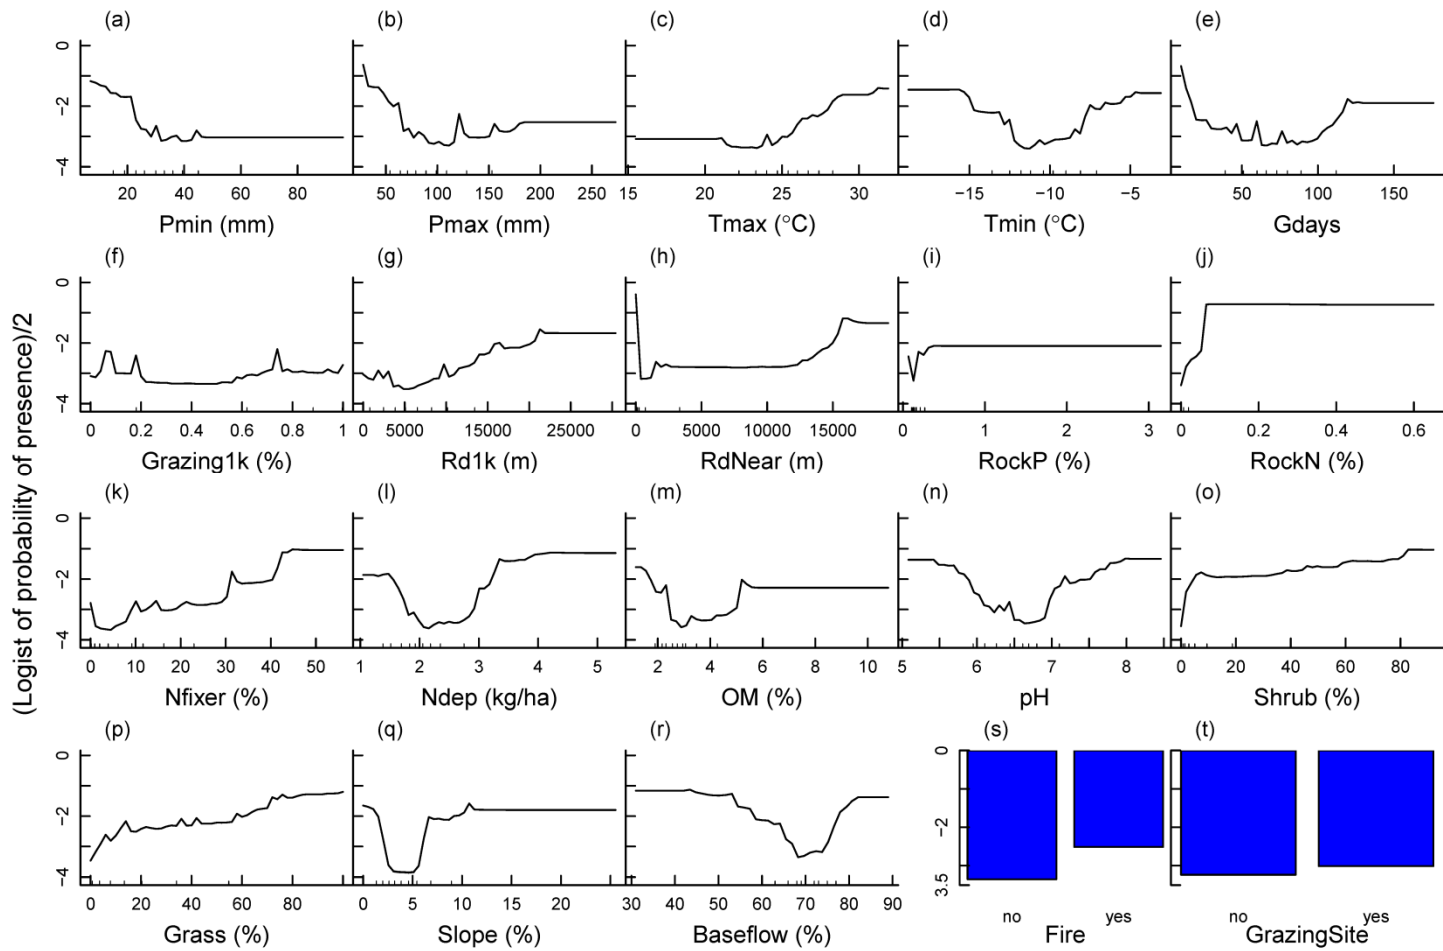 (Logist of probability of presence)/2
(a) (b) (c) (d) (e)
0 -2 -4
20 40 60 80
Pmin (mm)
50 100 150 200 250
Pmax (mm)
15 20 25 30
Tmax (°C)
−15 −10 −5
Tmin (°C)
50 100 150
Gdays
(f) (g) (h) (i) (j)
0 -2 -4
0 0.2 0.4 0.6 0.8 1
Grazing1k (%)
0 5000 15000 25000
Rd1k (m)
0 5000 10000 15000
RdNear (m)
0 1 2 3
RockP (%)
0 0.2 0.4 0.6
RockN (%)
(k) (l) (m) (n) (o)
0 -2 -4
0 10 20 30 40 50
Nfixer (%)
1 2 3 4 5
Ndep (kg/ha)
2 4 6 8 10
OM (%)
5 6 7 8
pH
0 20 40 60 80
Shrub (%)
(p) (q) (r) (s) (t)
0 -2 -4
0 20 40 60 80
Grass (%)
0 5 10 15 20 25
Slope (%)
30 40 50 60 70 80 90
Baseflow (%)
0 -2 3.5
no yes
Fire
0 -2 3.5
no yes
GrazingSite